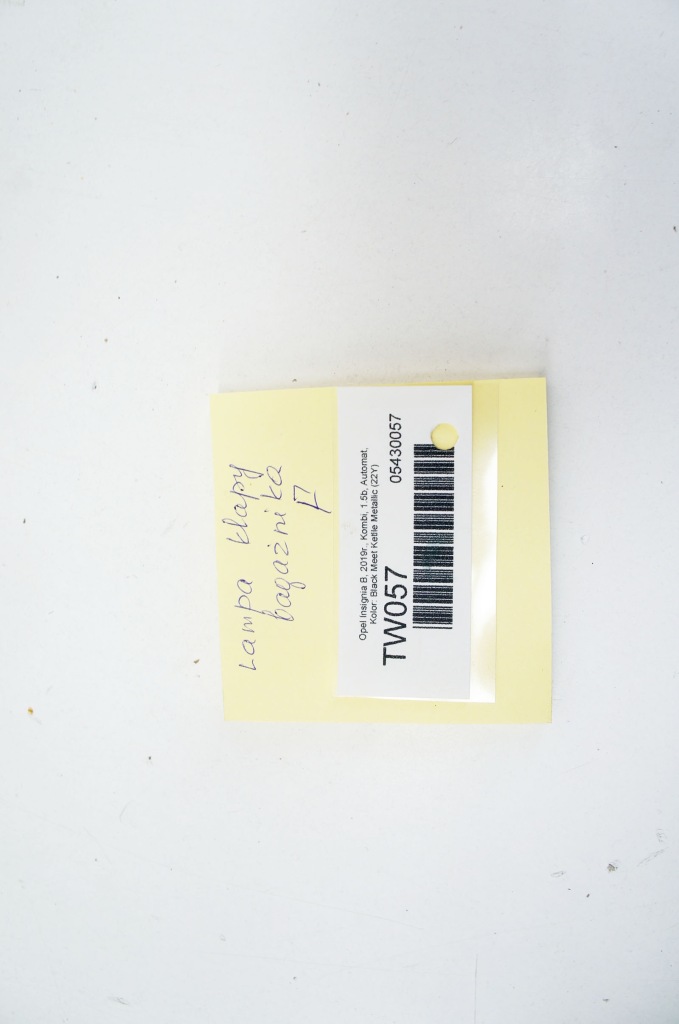 Lampa klapy
bagażnika
Opel Insignia B, 2019r., Kombi, 1.5b, Automat,
Kolor: Black Meet Kettle Metallic (22Y)
TW057 05430057